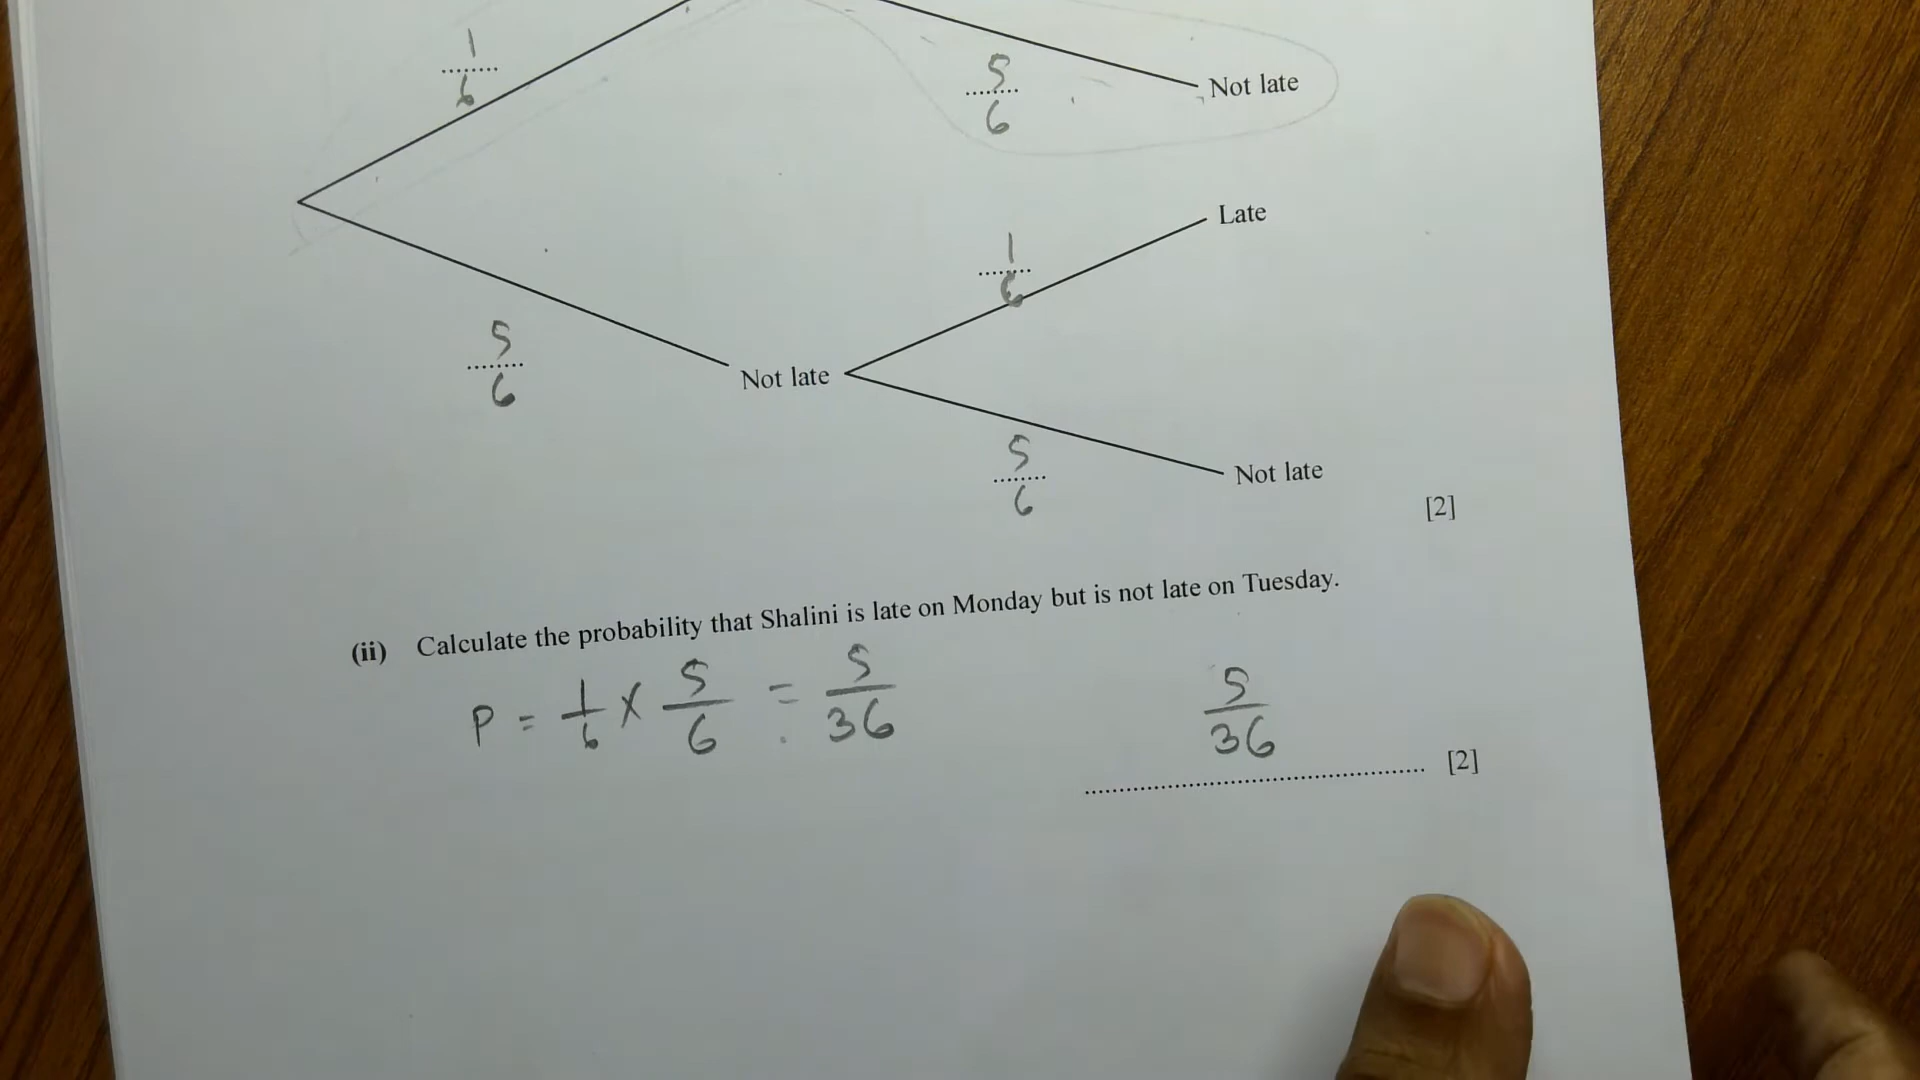 1
6
5
6
Not late
Late
1
6
5
6
Not late
5
6
Not late
[2]
(ii) Calculate the probability that Shalini is late on Monday but is not late on Tuesday.
P = 1/6 × 5/6 = 5/36
5/36
[2]